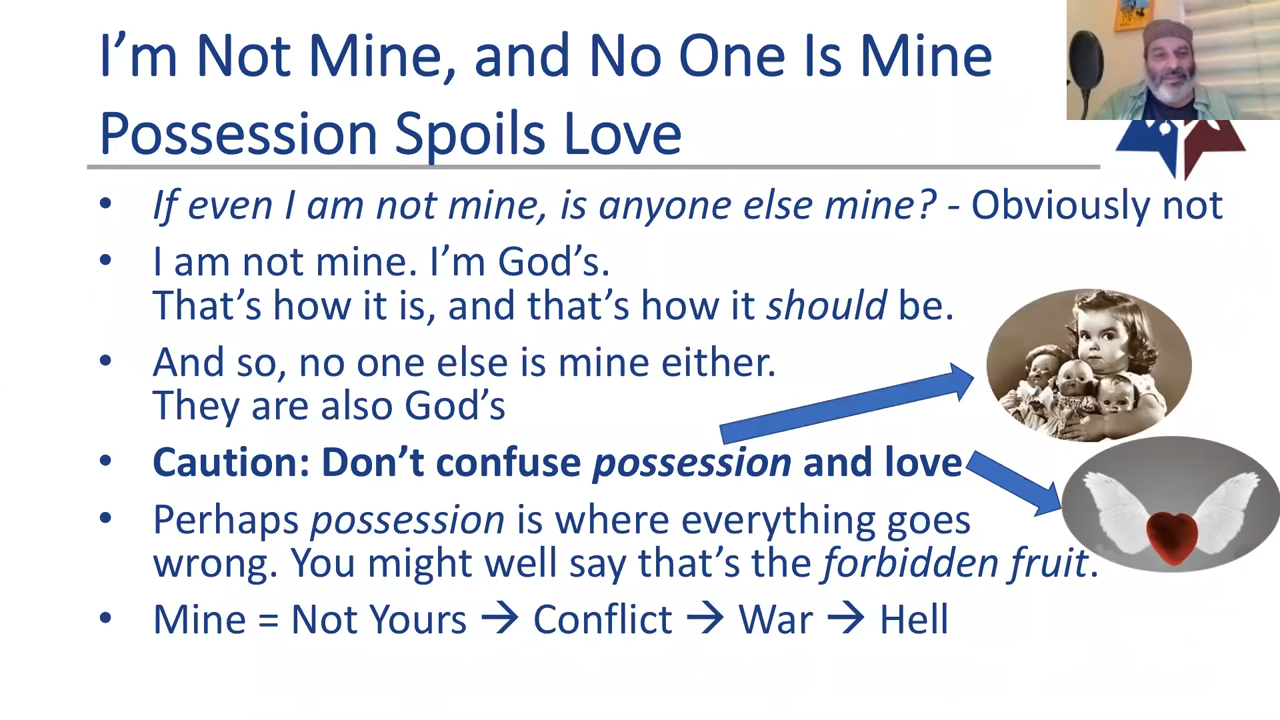 I'm Not Mine, and No One Is Mine
Possession Spoils Love
• If even I am not mine, is anyone else mine? - Obviously not
• I am not mine. I'm God's.
That's how it is, and that's how it should be.
• And so, no one else is mine either.
They are also God's
• Caution: Don't confuse possession and love
• Perhaps possession is where everything goes
wrong. You might well say that's the forbidden fruit.
• Mine = Not Yours → Conflict → War → Hell